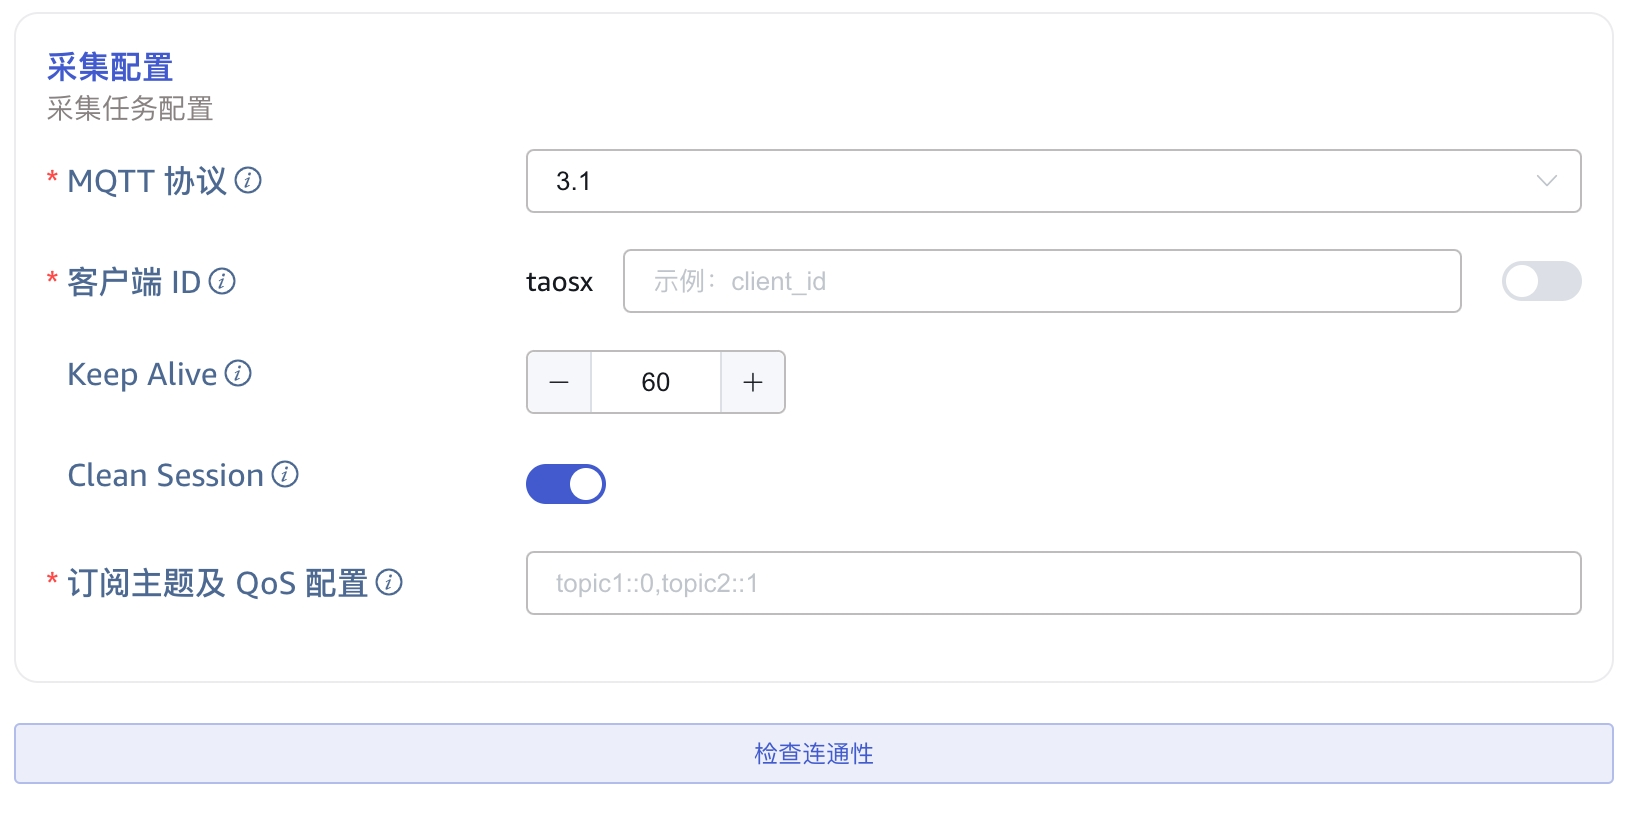 采集配置
采集任务配置
* MQTT 协议
3.1
* 客户端 ID
taosx
示例：client_id
Keep Alive
60
Clean Session
* 订阅主题及 QoS 配置
topic1::0,topic2::1
检查连通性